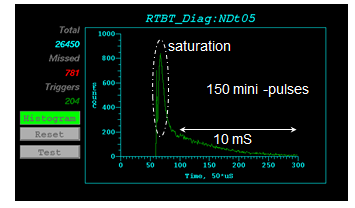 RTBT_Diag:NDt05
Total
26450
Missed
781
Triggers
204
Histogram
Reset
Test
saturation
150 mini -pulses
10 mS
1000
800
600
400
200
0
0 50 100 150 200 250 300
Time, 50*uS